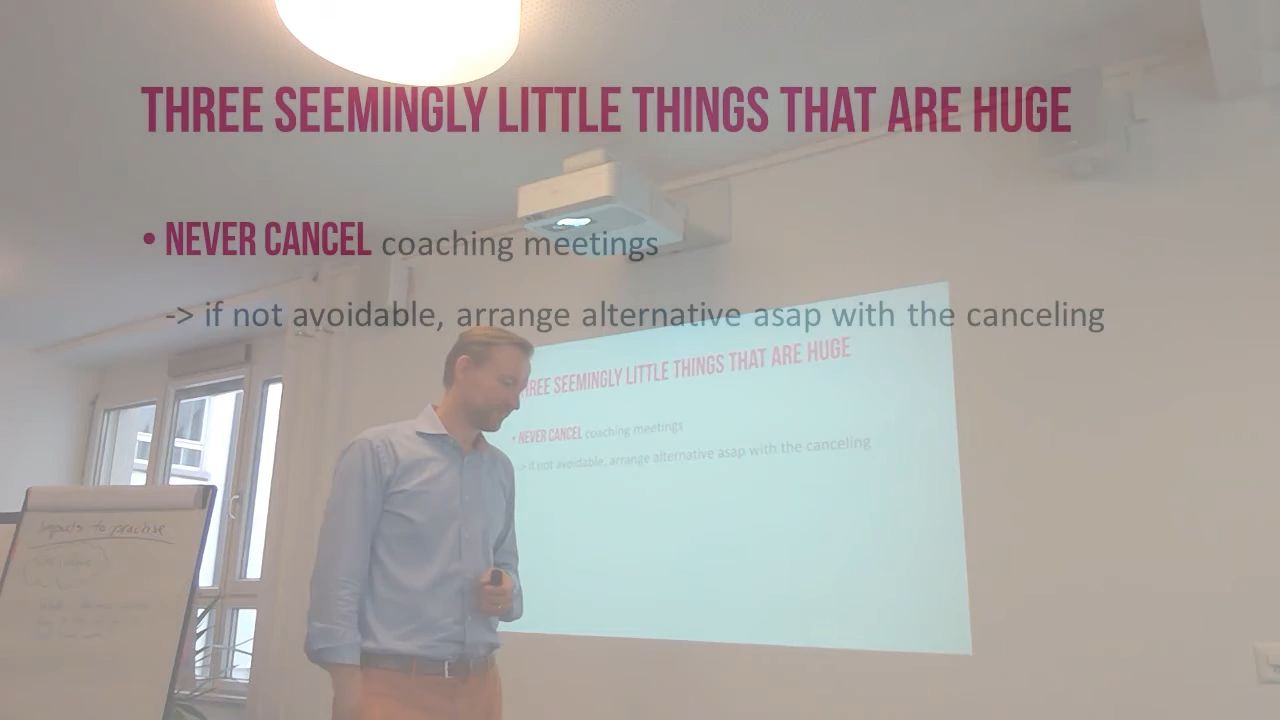 THREE SEEMINGLY LITTLE THINGS THAT ARE HUGE
• NEVER CANCEL coaching meetings
-> if not avoidable, arrange alternative asap with the canceling
THREE SEEMINGLY LITTLE THINGS THAT ARE HUGE
• NEVER CANCEL coaching meetings
-> if not avoidable, arrange alternative asap with the canceling
to practise